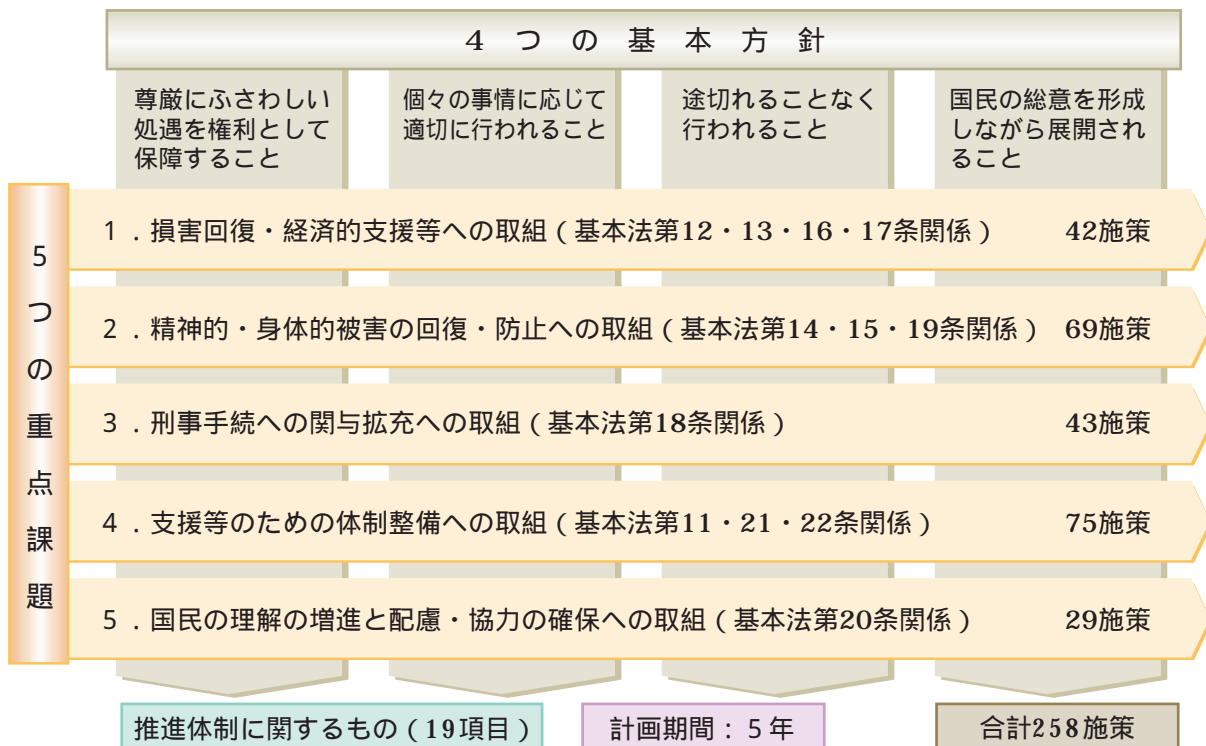 4つの基本方針
尊厳にふさわしい
処遇を権利として
保障すること
個々の事情に応じて
適切に行われること
途切れることなく
行われること
国民の総意を形成
しながら展開され
ること
5つの重点課題
1．損害回復・経済的支援等への取組（基本法第12・13・16・17条関係） 42施策
2．精神的・身体的被害の回復・防止への取組（基本法第14・15・19条関係） 69施策
3．刑事手続への関与拡充への取組（基本法第18条関係） 43施策
4．支援等のための体制整備への取組（基本法第11・21・22条関係） 75施策
5．国民の理解の増進と配慮・協力の確保への取組（基本法第20条関係） 29施策
推進体制に関するもの（19項目）
計画期間：5年
合計258施策